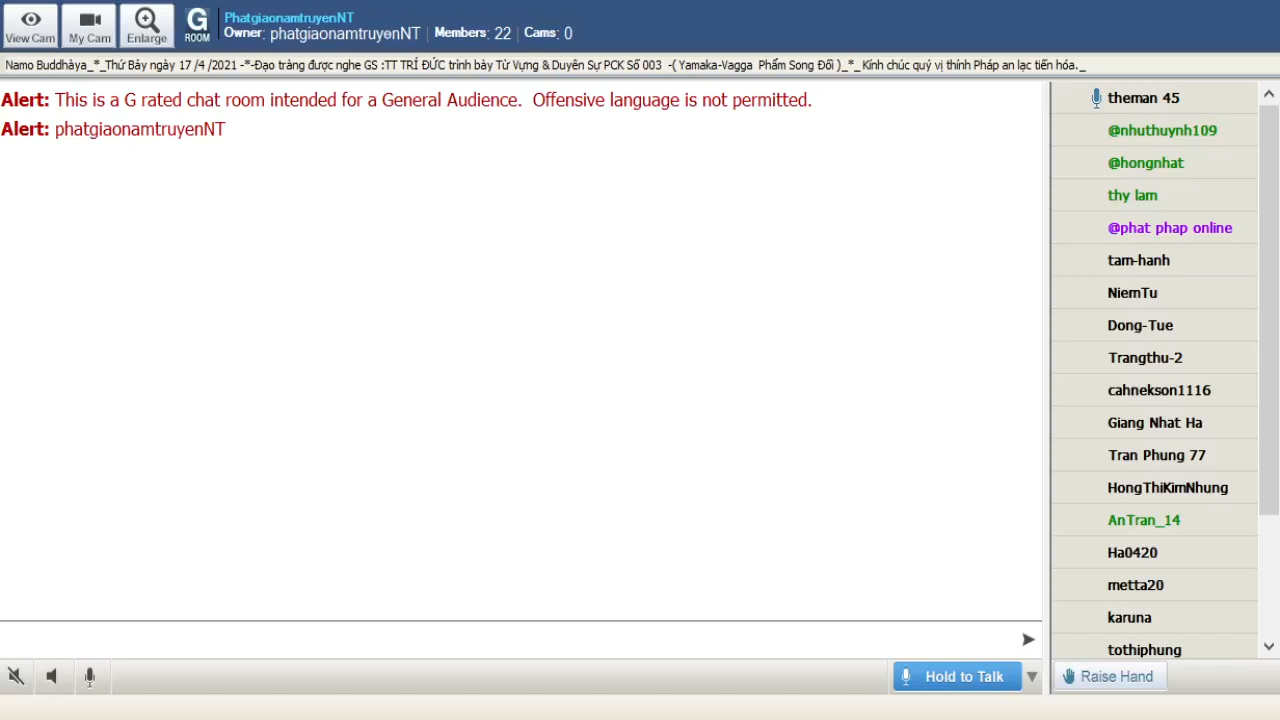 View Cam
My Cam
Enlarge
G
ROOM
PhatgiaonamtruyenNT
Owner: phatgiaonamtruyenNT Members: 22 Cams: 0
Namo Buddhàya_*_Thứ Bảy ngày 17 /4 /2021 -*-Đạo tràng được nghe GS :TT TRÍ ĐỨC trình bày Từ Vựng & Duyên Sự PCK Số 003 -( Yamaka-Vagga Phẩm Song Đối )_*_ Kính chúc quý vị thính Pháp an lạc tiến hóa._
Alert: This is a G rated chat room intended for a General Audience. Offensive language is not permitted.
Alert: phatgiaonamtruyenNT
theman 45
@nhuthuynh109
@hongnhat
thy lam
@phat phap online
tam-hanh
NiemTu
Dong-Tue
Trangthu-2
cahnekson1116
Giang Nhat Ha
Tran Phung 77
HongThiKimNhung
AnTran_14
Ha0420
metta20
karuna
tothiphung
Hold to Talk
Raise Hand